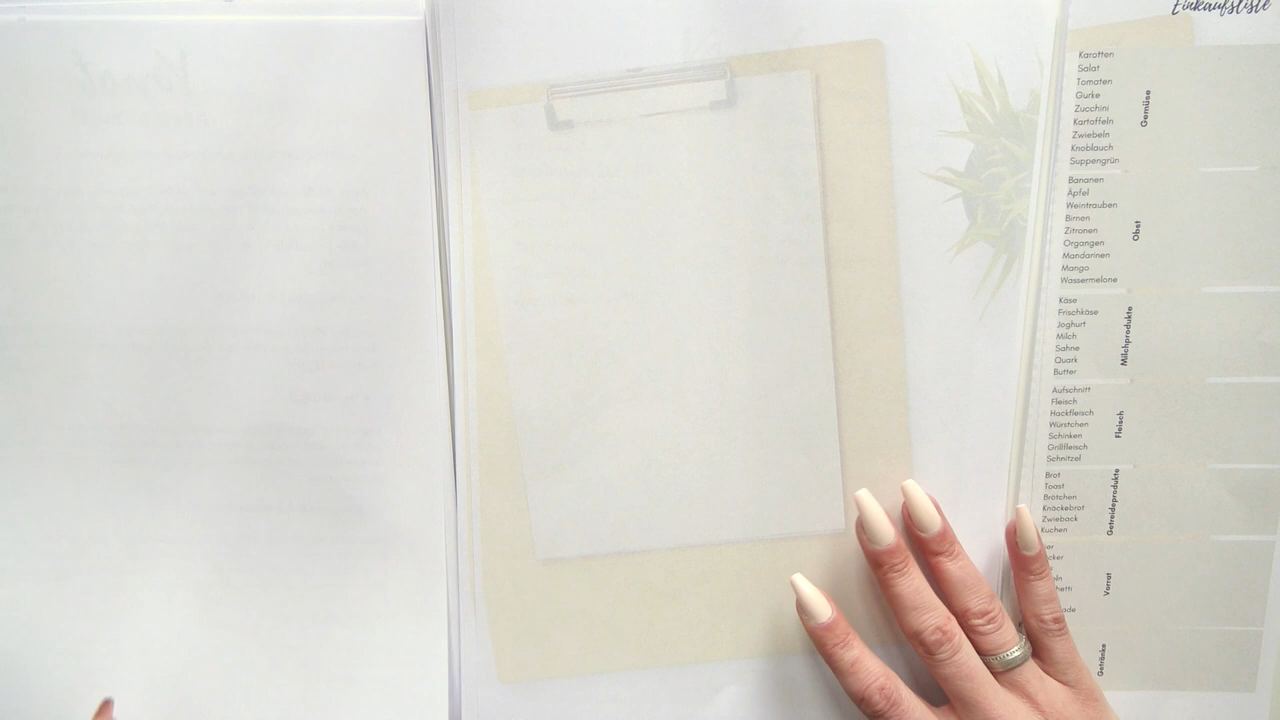 Einkaufsliste
Karotten
Salat
Tomaten
Gurke
Zucchini
Kartoffeln
Zwiebeln
Knoblauch
Suppengrün
Gemüse
Bananen
Äpfel
Weintrauben
Birnen
Zitronen
Organgen
Mandarinen
Mango
Wassermelone
Obst
Käse
Frischkäse
Joghurt
Milch
Sahne
Quark
Butter
Milchprodukte
Aufschnitt
Fleisch
Hackfleisch
Würstchen
Schinken
Grillfleisch
Schnitzel
Fleisch
Brot
Toast
Brötchen
Knäckebrot
Zwieback
Kuchen
Getreideprodukte
Vorrat
Getränke